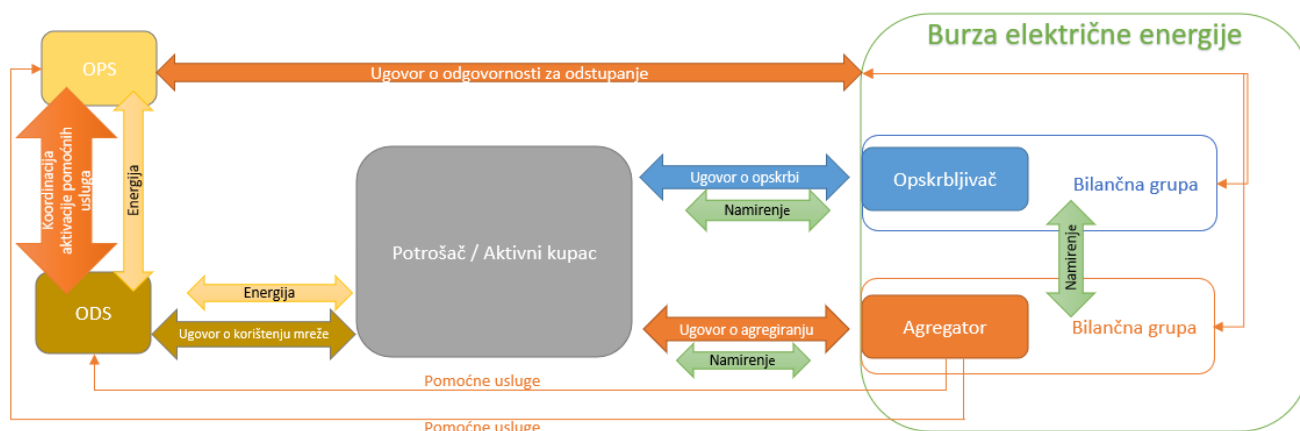 Burza električne energije
OPS
Ugovor o odgovornosti za odstupanje
Koordinacija
aktivacije pomoćnih
usluga
Energija
Ugovor o opskrbi
Namirenje
Opskrbljivač
Bilančna grupa
Potrošač / Aktivni kupac
Namirenje
Energija
ODS
Ugovor o korištenju mreže
Ugovor o agregiranju
Namirenje
Agregator
Bilančna grupa
Pomoćne usluge
Pomoćne usluge